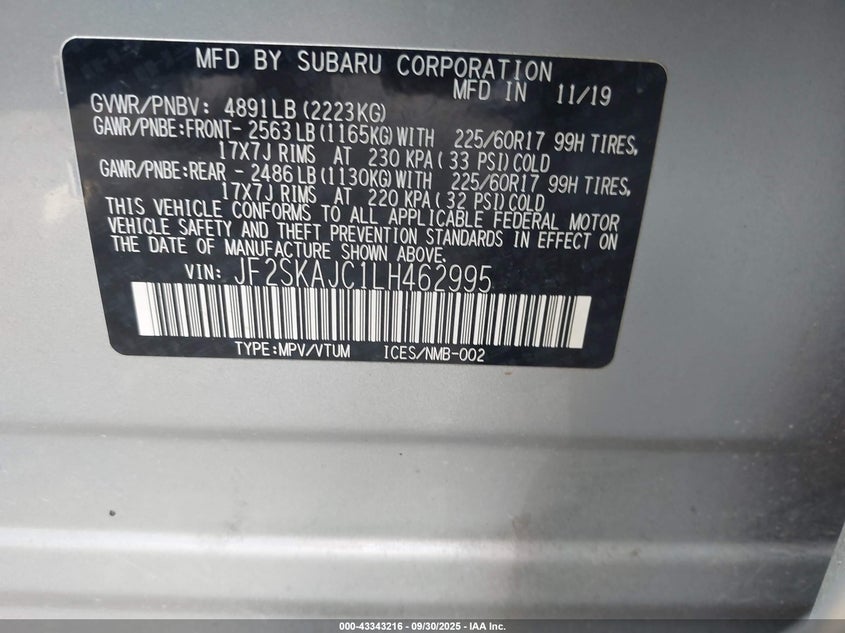 MFD BY SUBARU CORPORATION
MFD IN 11/19
GVWR/PNBV: 4891LB(2223KG)
GAWR/PNBE:FRONT- 2563LB(1165KG)WITH 225/60R17 99H TIRES,
17X7J RIMS AT 230 KPA(33 PSI)COLD
GAWR/PNBE:REAR - 2486LB(1130KG)WITH 225/60R17 99H TIRES,
17X7J RIMS AT 220 KPA(32 PSI)COLD
THIS VEHICLE CONFORMS TO ALL APPLICABLE FEDERAL MOTOR
VEHICLE SAFETY AND THEFT PREVENTION STANDARDS IN EFFECT ON
THE DATE OF MANUFACTURE SHOWN ABOVE.
VIN: JF2SKAJC1LH462995
TYPE:MPV/VTUM ICES/NMB-002
000-43343216 - 09/30/2025 - IAA Inc.